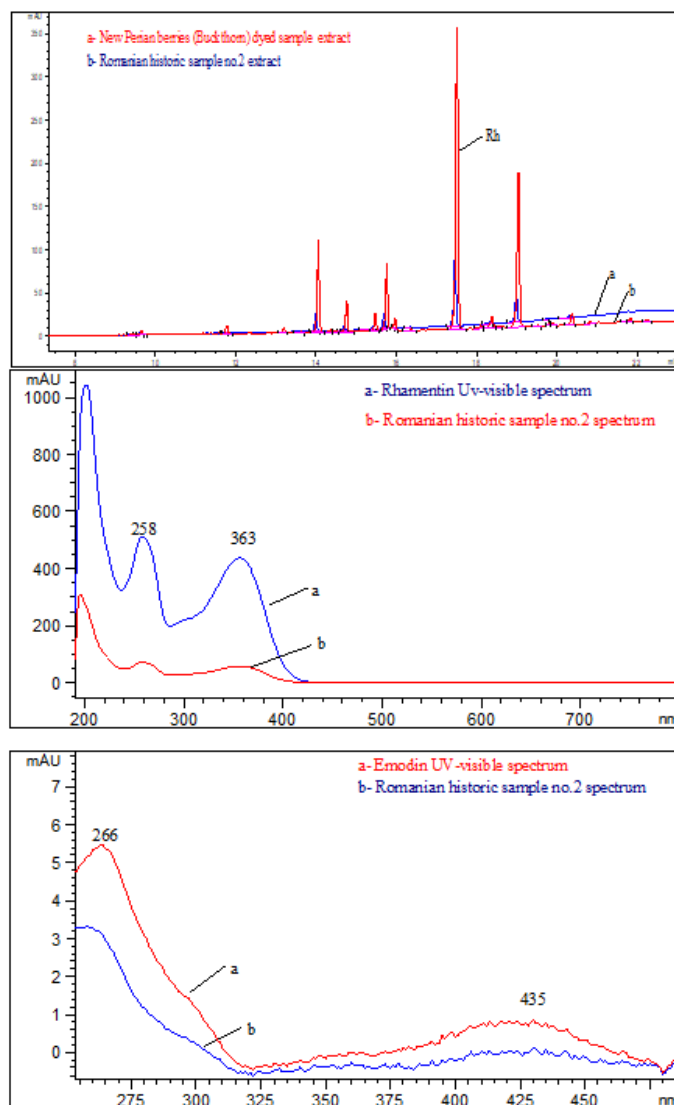 mAU
a- New Perian berries (Buckthorn) dyed sample extract
b- Romanian historic sample no.2 extract
Rh
a
b
12 14 16 18 20 22
mAU
a- Rhamentin Uv-visible spectrum
b- Romanian historic sample no.2 spectrum
1000
800
600
400
200
0
258
363
a
b
200 300 400 500 600 700 nm
mAU
a- Emodin UV-visible spectrum
b- Romanian historic sample no.2 spectrum
7
6
5
4
3
2
1
0
266
435
a
b
275 300 325 350 375 400 425 450